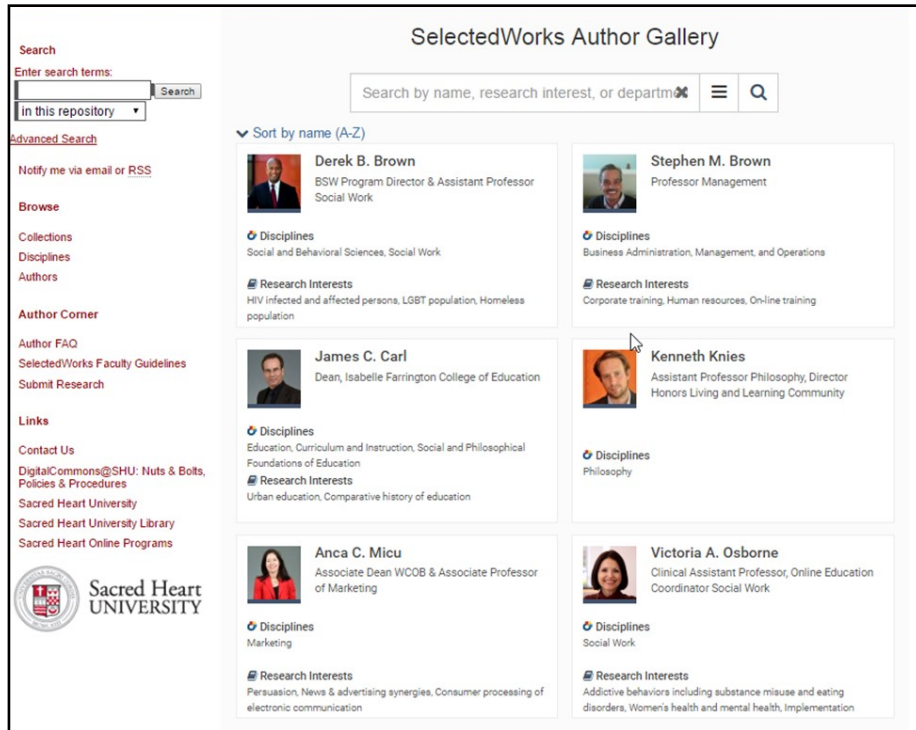 Search
Enter search terms:
Search
in this repository
Advanced Search
Notify me via email or RSS
Browse
Collections
Disciplines
Authors
Author Corner
Author FAQ
SelectedWorks Faculty Guidelines
Submit Research
Links
Contact Us
DigitalCommons@SHU: Nuts & Bolts,
Policies & Procedures
Sacred Heart University
Sacred Heart University Library
Sacred Heart Online Programs
Sacred Heart
UNIVERSITY
SelectedWorks Author Gallery
Search by name, research interest, or departm
Sort by name (A-Z)
Derek B. Brown
BSW Program Director & Assistant Professor
Social Work
Disciplines
Social and Behavioral Sciences, Social Work
Research Interests
HIV infected and affected persons, LGBT population, Homeless
population
Stephen M. Brown
Professor Management
Disciplines
Business Administration, Management, and Operations
Research Interests
Corporate training, Human resources, On-line training
James C. Carl
Dean, Isabelle Farrington College of Education
Disciplines
Education, Curriculum and Instruction, Social and Philosophical
Foundations of Education
Research Interests
Urban education, Comparative history of education
Kenneth Knies
Assistant Professor Philosophy, Director
Honors Living and Learning Community
Disciplines
Philosophy
Anca C. Micu
Associate Dean WCOB & Associate Professor
of Marketing
Disciplines
Marketing
Research Interests
Persuasion, News & advertising synergies, Consumer processing of
electronic communication
Victoria A. Osborne
Clinical Assistant Professor, Online Education
Coordinator Social Work
Disciplines
Social Work
Research Interests
Addictive behaviors including substance misuse and eating
disorders, Women's health and mental health, Implementation